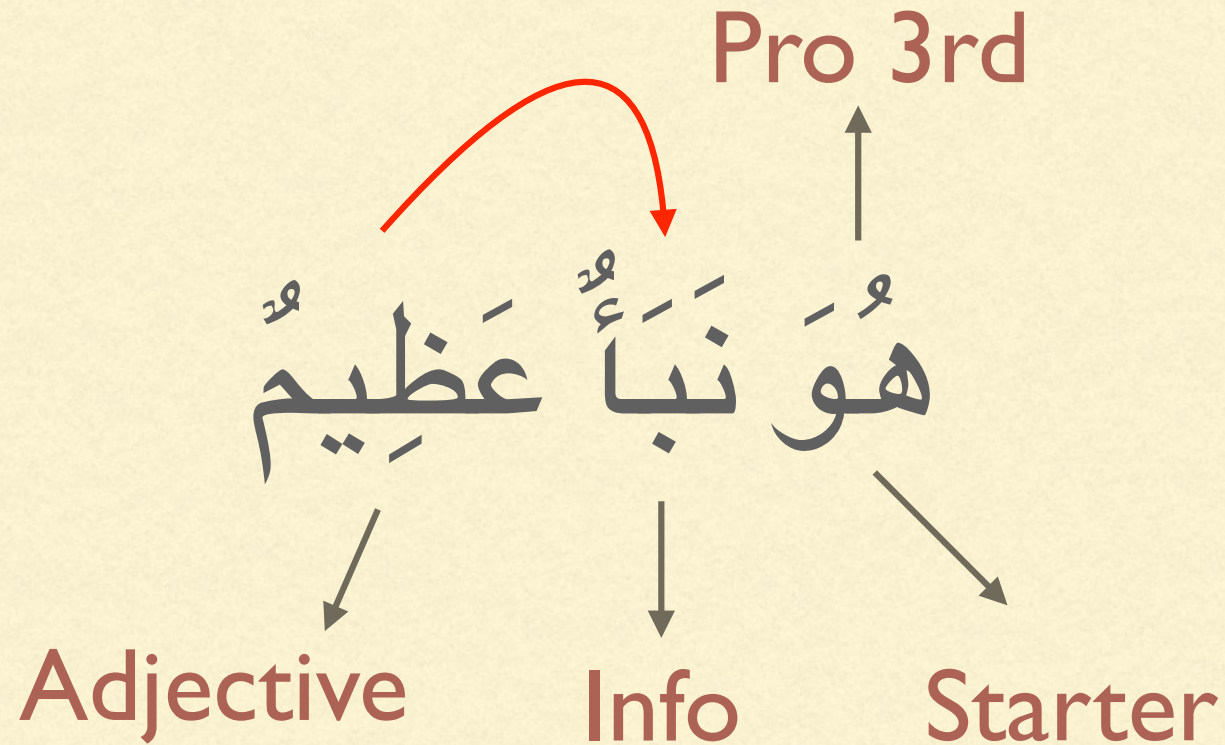 Pro 3rd
هُوَ نَبَأٌ عَظِيمٌ
Adjective Info Starter